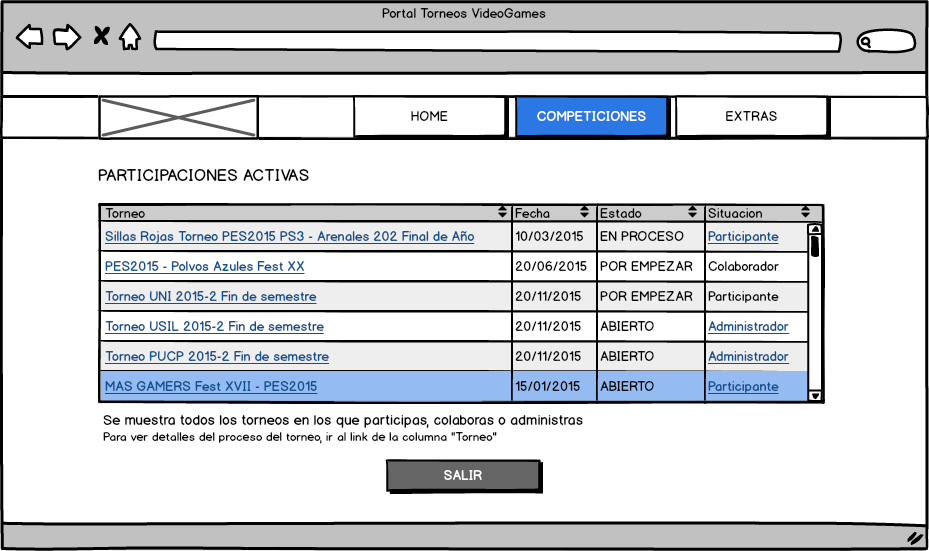 Portal Torneos VideoGames
HOME COMPETICIONES EXTRAS
PARTICIPACIONES ACTIVAS
Torneo Fecha Estado Situacion
Sillas Rojas Torneo PES2015 PS3 - Arenales 202 Final de Año 10/03/2015 EN PROCESO Participante
PES2015 - Polvos Azules Fest XX 20/06/2015 POR EMPEZAR Colaborador
Torneo UNI 2015-2 Fin de semestre 20/11/2015 POR EMPEZAR Participante
Torneo USIL 2015-2 Fin de semestre 20/11/2015 ABIERTO Administrador
Torneo PUCP 2015-2 Fin de semestre 20/11/2015 ABIERTO Administrador
MAS GAMERS Fest XVII - PES2015 15/01/2015 ABIERTO Participante
Se muestra todos los torneos en los que participas, colaboras o administras
Para ver detalles del proceso del torneo, ir al link de la columna "Torneo"
SALIR